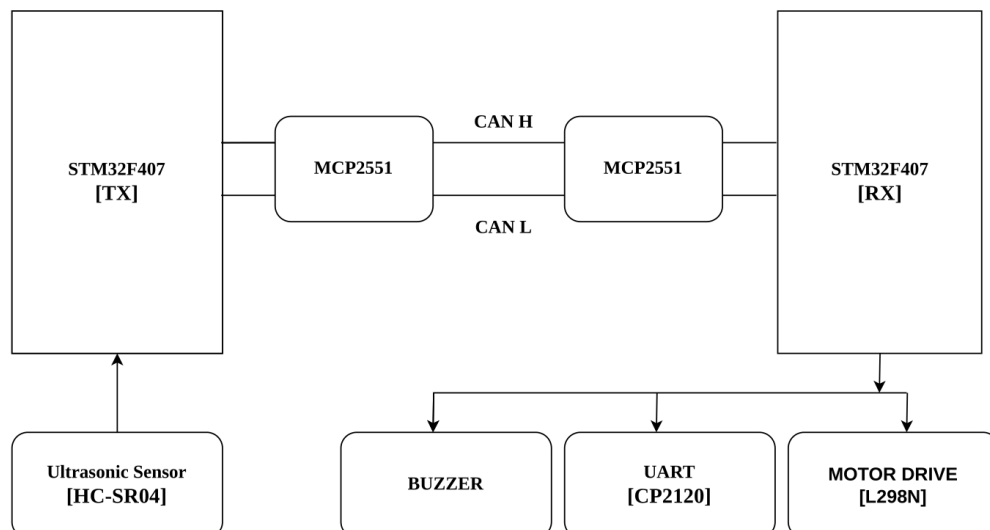 CAN H
STM32F407
[TX]
MCP2551
MCP2551
STM32F407
[RX]
CAN L
Ultrasonic Sensor
[HC-SR04]
BUZZER
UART
[CP2120]
MOTOR DRIVE
[L298N]